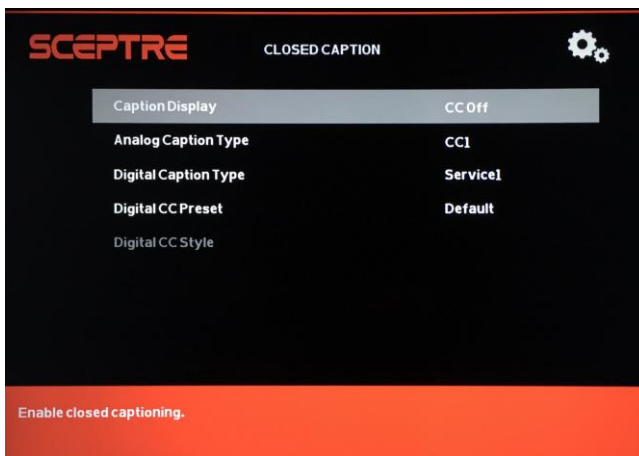 SCEPTRE
CLOSED CAPTION
Caption Display CC Off
Analog Caption Type CC1
Digital Caption Type Service1
Digital CC Preset Default
Digital CC Style
Enable closed captioning.